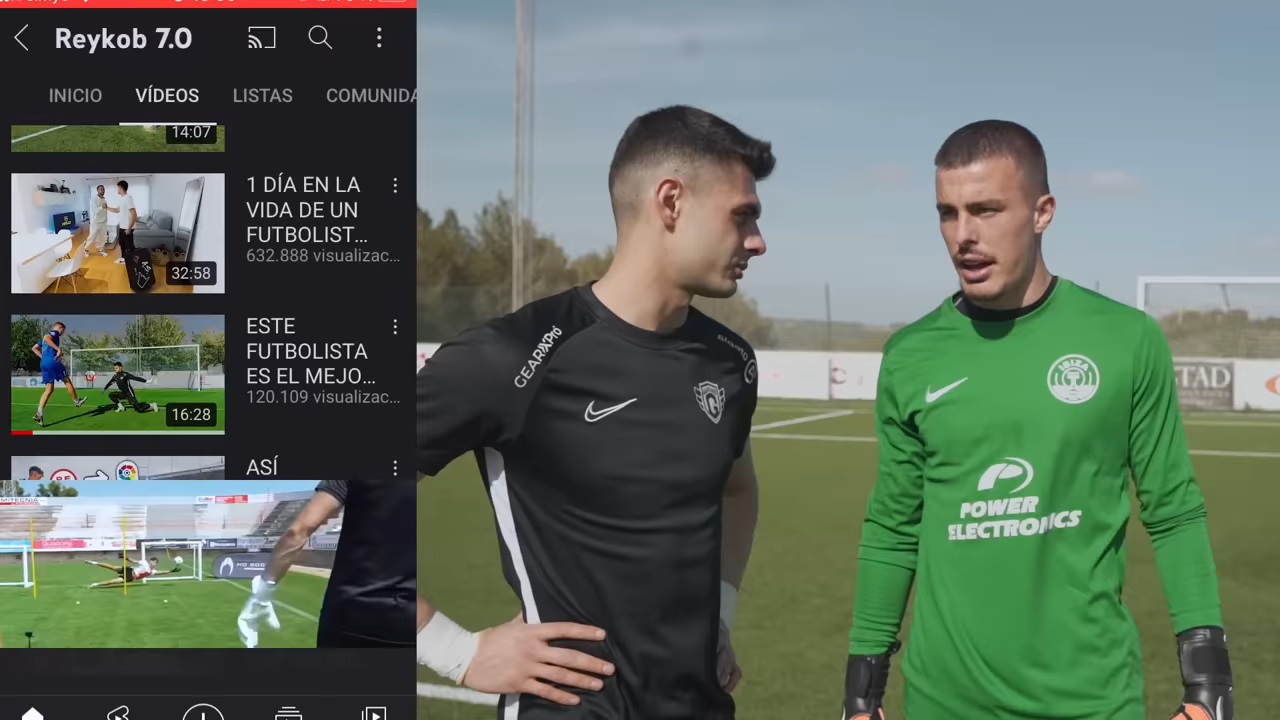 Reykob 7.0
INICIO
VÍDEOS
LISTAS
COMUNIDA
14:07
1 DÍA EN LA
VIDA DE UN
FUTBOLIST...
632.888 visualizac...
32:58
ESTE
FUTBOLISTA
ES EL MEJO...
120.109 visualizac...
16:28
ASÍ
GEARXPro
IBIZA
POWER
ELECTRONICS
TAD